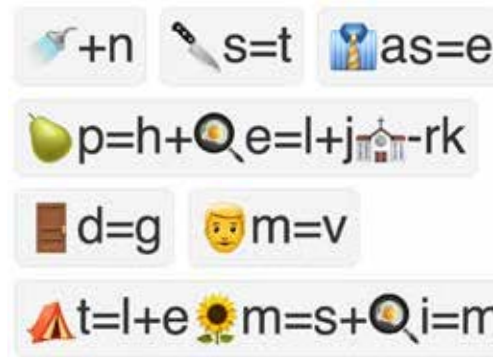 🚿+n 🔪s=t 👔as=e
🍐p=h+🍳e=l+j⛪-rk
🚪d=g 👨m=v
⛺t=l+e🌻m=s+🍳i=m